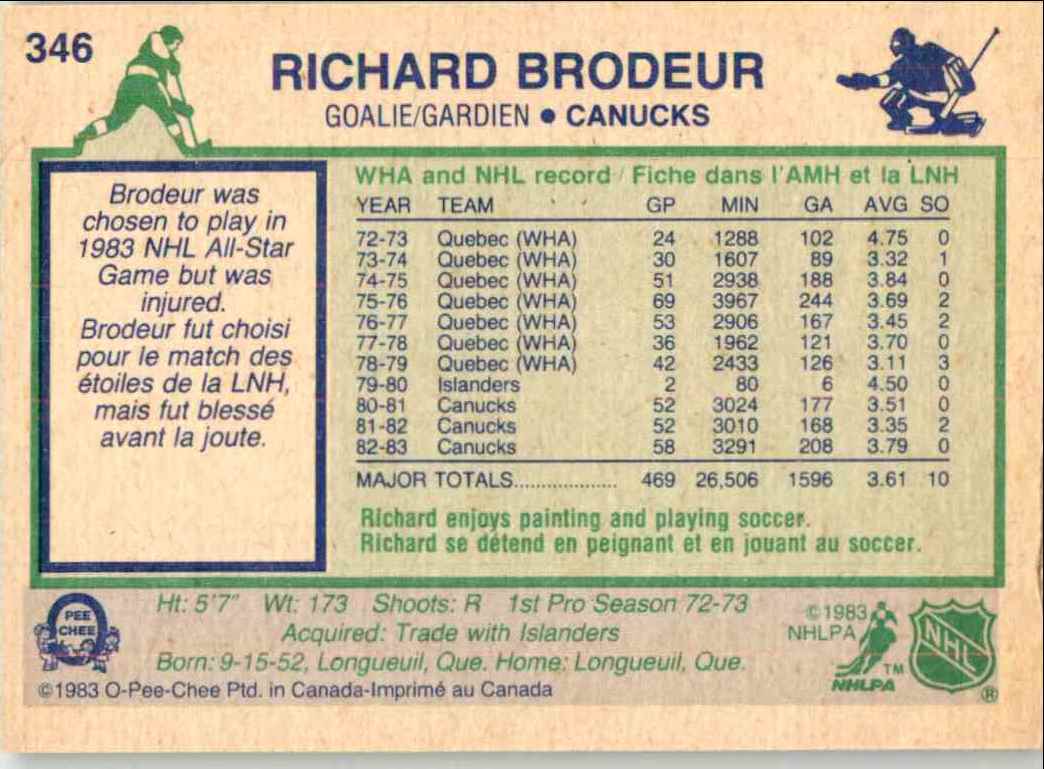 346
RICHARD BRODEUR
GOALIE/GARDIEN • CANUCKS
Brodeur was
chosen to play in
1983 NHL All-Star
Game but was
injured.
Brodeur fut choisi
pour le match des
étoiles de la LNH,
mais fut blessé
avant la joute.
WHA and NHL record / Fiche dans l'AMH et la LNH
YEAR TEAM GP MIN GA AVG SO
72-73 Quebec (WHA) 24 1288 102 4.75 0
73-74 Quebec (WHA) 30 1607 89 3.32 1
74-75 Quebec (WHA) 51 2938 188 3.84 0
75-76 Quebec (WHA) 69 3967 244 3.69 2
76-77 Quebec (WHA) 53 2906 167 3.45 2
77-78 Quebec (WHA) 36 1962 121 3.70 0
78-79 Quebec (WHA) 42 2433 126 3.11 3
79-80 Islanders 2 80 6 4.50 0
80-81 Canucks 52 3024 177 3.51 0
81-82 Canucks 52 3010 168 3.35 2
82-83 Canucks 58 3291 208 3.79 0
MAJOR TOTALS.................. 469 26,506 1596 3.61 10
Richard enjoys painting and playing soccer.
Richard se détend en peignant et en jouant au soccer.
PEE
CHEE
Ht: 5'7" Wt: 173 Shoots: R 1st Pro Season 72-73
Acquired: Trade with Islanders
Born: 9-15-52, Longueuil, Que. Home: Longueuil, Que.
©1983 O-Pee-Chee Ptd. in Canada-Imprimé au Canada
©1983
NHLPA
TM
NHLPA
NHL
®